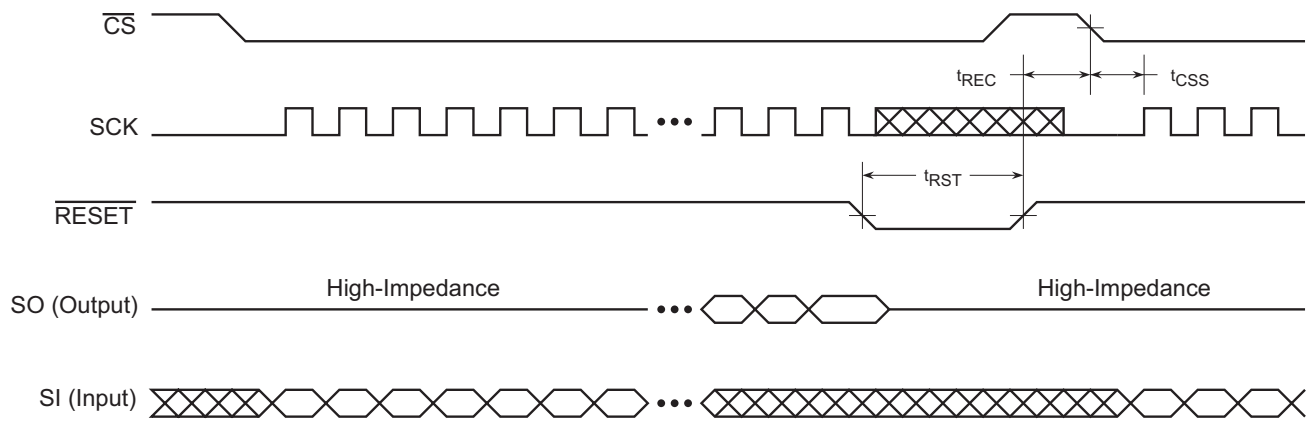 CS
tREC
tCSS
SCK
tRST
RESET
High-Impedance
High-Impedance
SO (Output)
SI (Input)